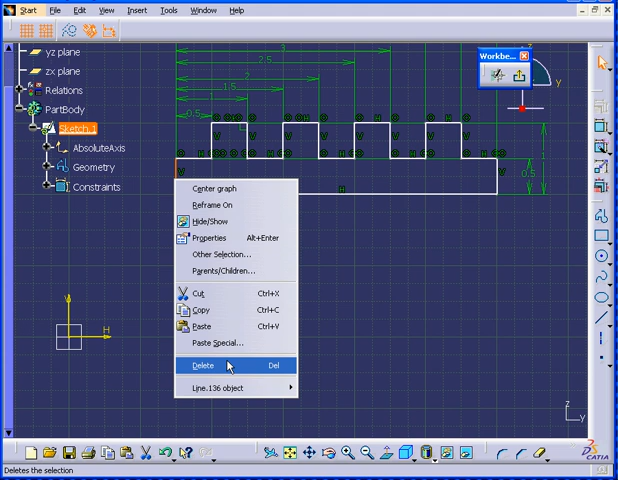 Start File Edit View Insert Tools Window Help
yz plane
zx plane
Relations
PartBody
Sketch.1
AbsoluteAxis
Geometry
Constraints
3
2.5
2
1.5
1
0.5
H
V
1
0.5
Workbe...
z
y
Center graph
Reframe On
Hide/Show
Properties Alt+Enter
Other Selection...
Parents/Children...
Cut Ctrl+X
Copy Ctrl+C
Paste Ctrl+V
Paste Special...
Delete Del
Line.136 object
V
H
z
y
CATIA
Deletes the selection